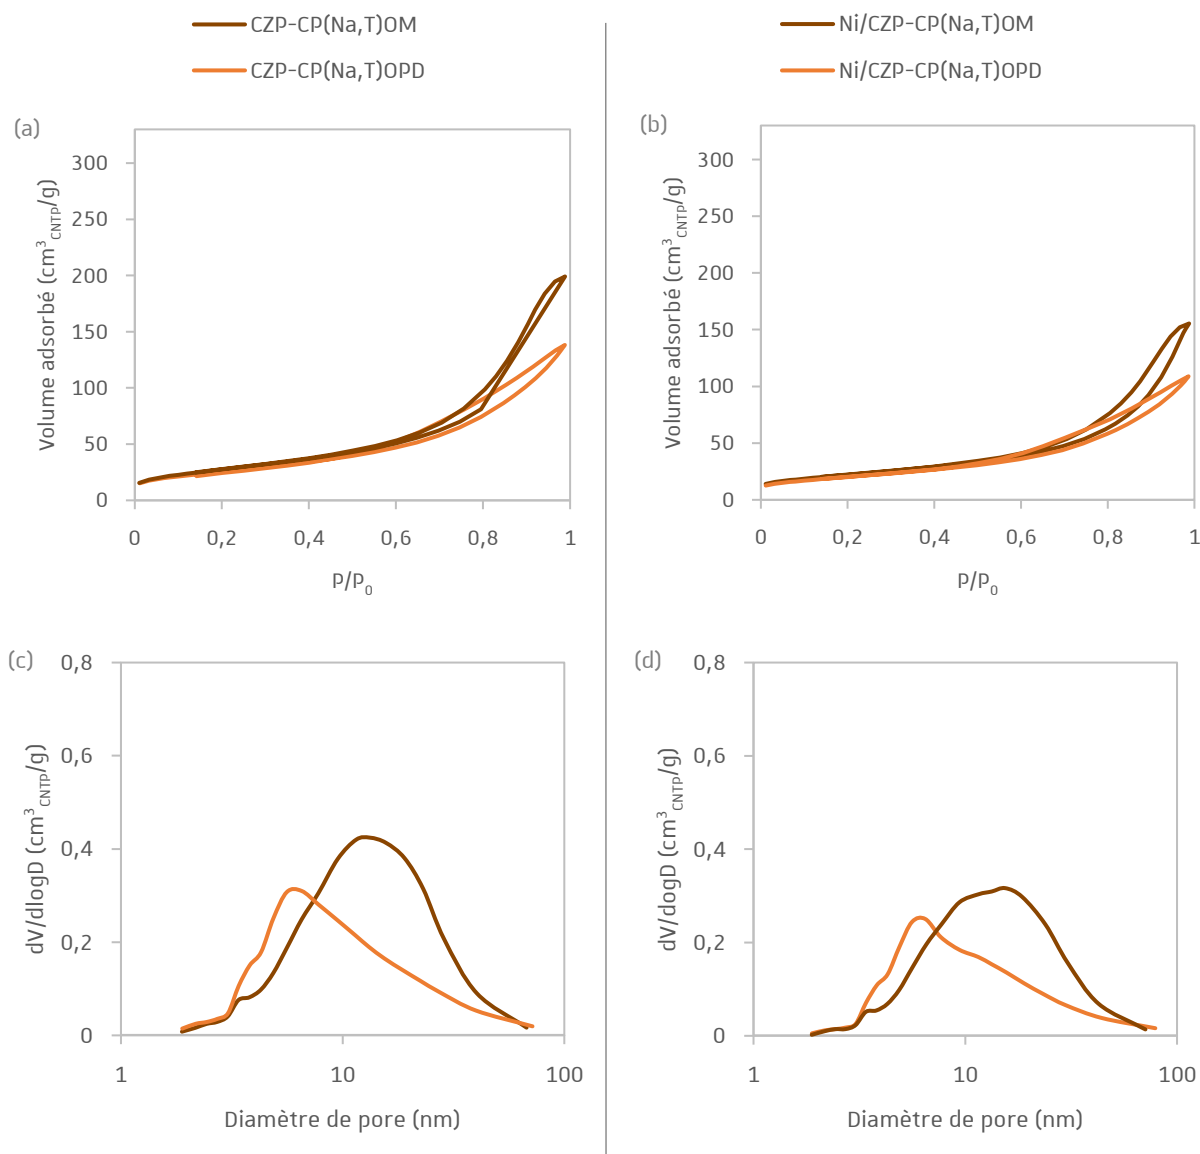 CZP-CP(Na,T)OM
CZP-CP(Na,T)OPD
Ni/CZP-CP(Na,T)OM
Ni/CZP-CP(Na,T)OPD
(a)
Volume adsorbé (cm³CNTP/g)
300
250
200
150
100
50
0
0 0,2 0,4 0,6 0,8 1
P/P0
(b)
Volume adsorbé (cm³CNTP/g)
300
250
200
150
100
50
0
0 0,2 0,4 0,6 0,8 1
P/P0
(c)
dV/dlogD (cm³CNTP/g)
0,8
0,6
0,4
0,2
0
1 10 100
Diamètre de pore (nm)
(d)
dV/dogD (cm³CNTP/g)
0,8
0,6
0,4
0,2
0
1 10 100
Diamètre de pore (nm)